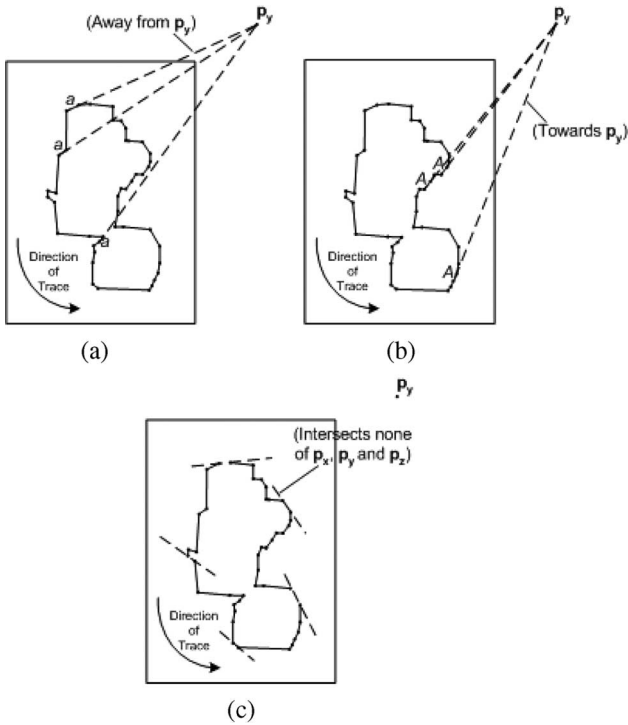 p_y
(Away from p_y)
a
a
a
Direction
of
Trace
(a)
p_y
(Towards p_y)
A
A
A
Direction
of
Trace
(b)
p_y
(Intersects none
of p_x, p_y and p_z)
Direction
of
Trace
(c)